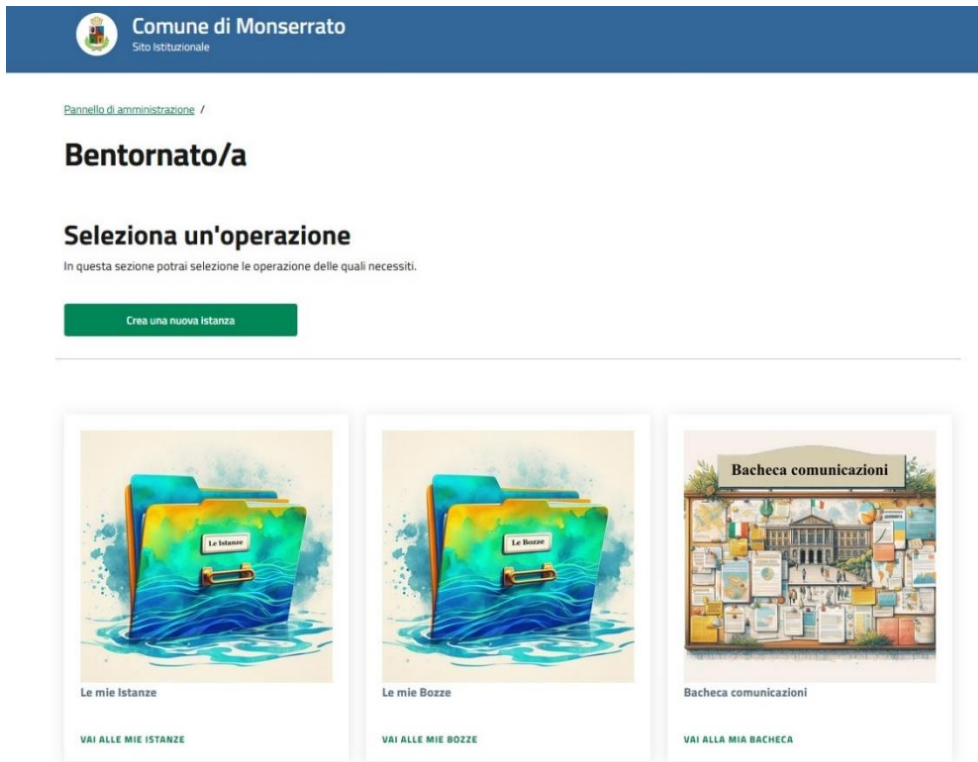 Comune di Monserrato
Sito Istituzionale
Pannello di amministrazione /
Bentornato/a
Seleziona un'operazione
In questa sezione potrai selezione le operazione delle quali necessiti.
Crea una nuova istanza
Le Istanze
Le Bozze
Bacheca comunicazioni
Le mie Istanze
Le mie Bozze
Bacheca comunicazioni
VAI ALLE MIE ISTANZE
VAI ALLE MIE BOZZE
VAI ALLA MIA BACHECA